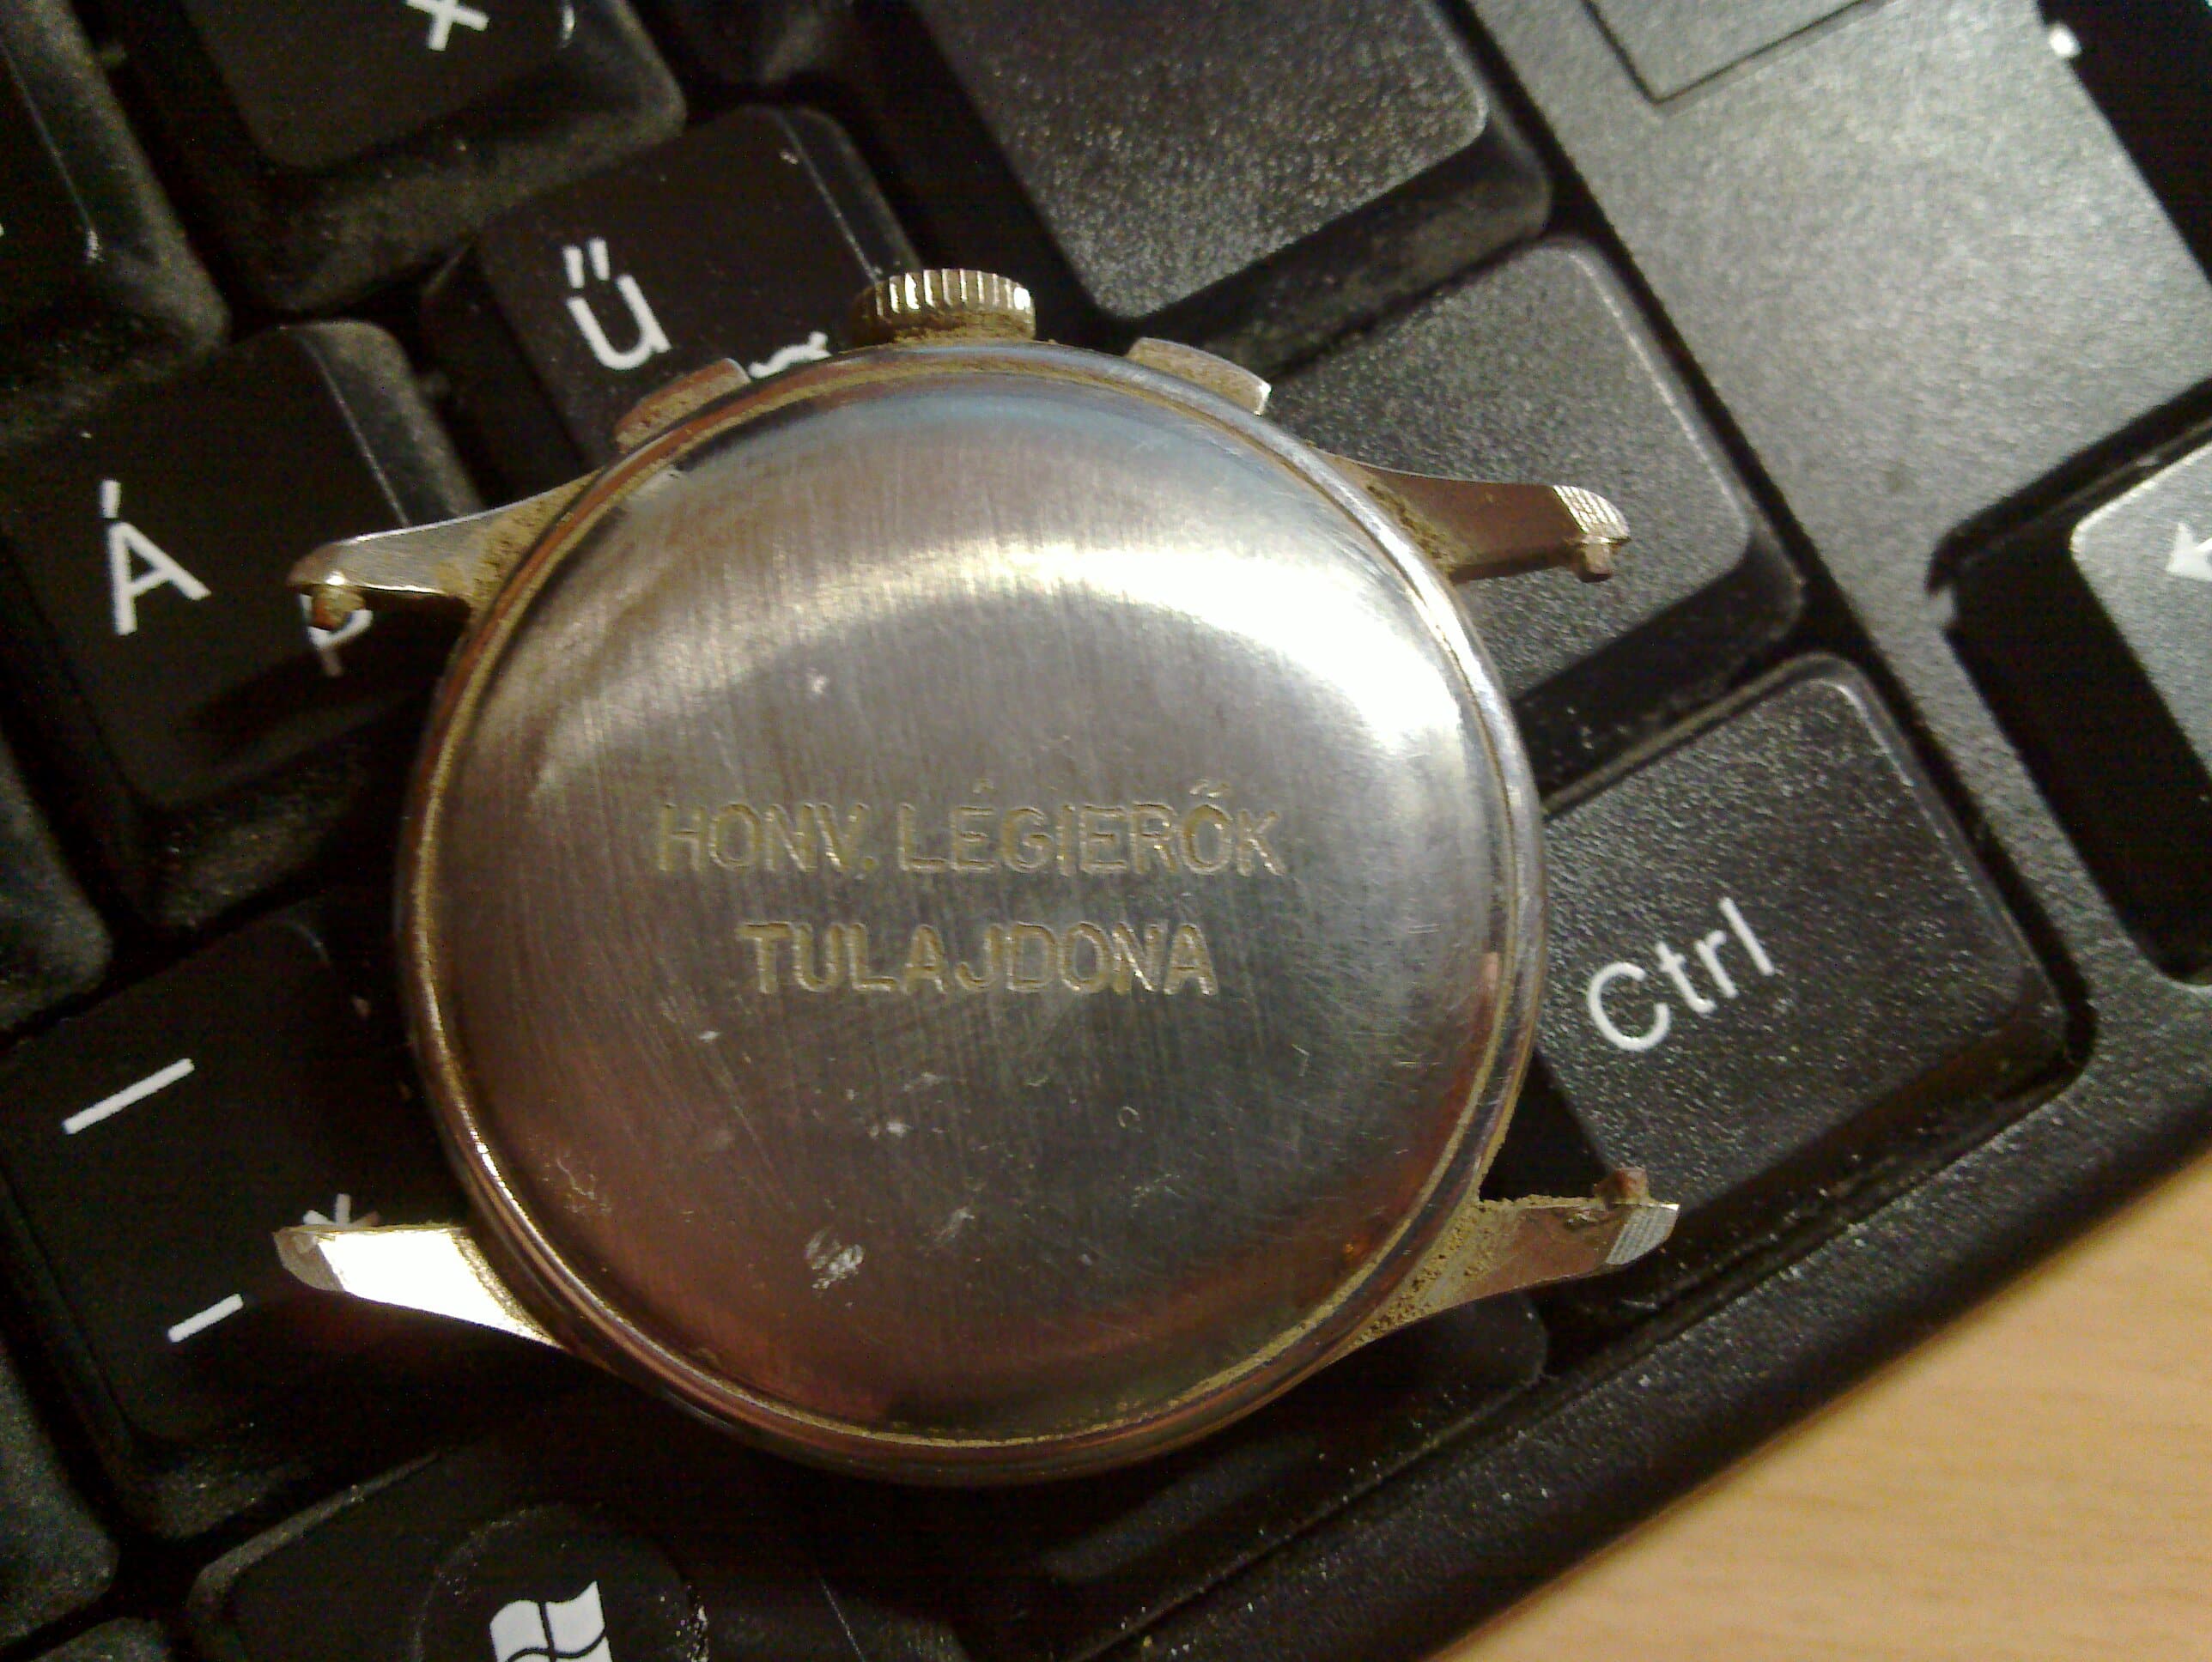 Ű
Á
HONV. LÉGIERŐK
TULAJDONA
Ctrl